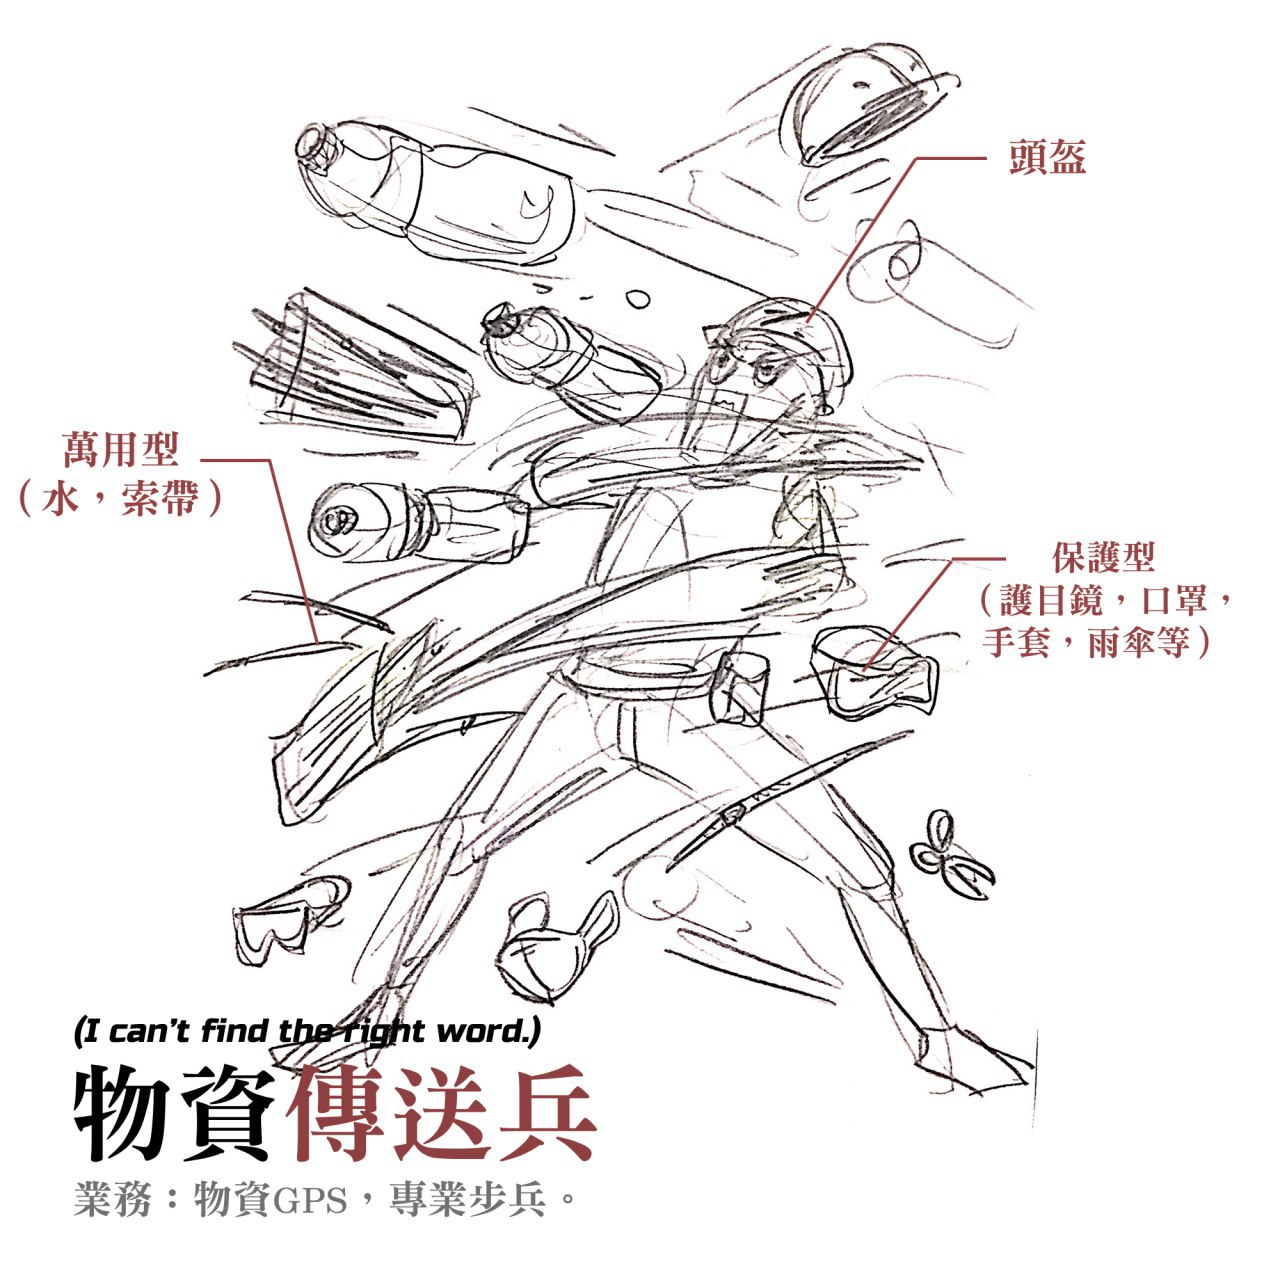 頭盔
萬用型
（水，索帶）
保護型
（護目鏡，口罩，
手套，雨傘等）
(I can't find the right word.)
物資傳送兵
業務：物資GPS，專業步兵。